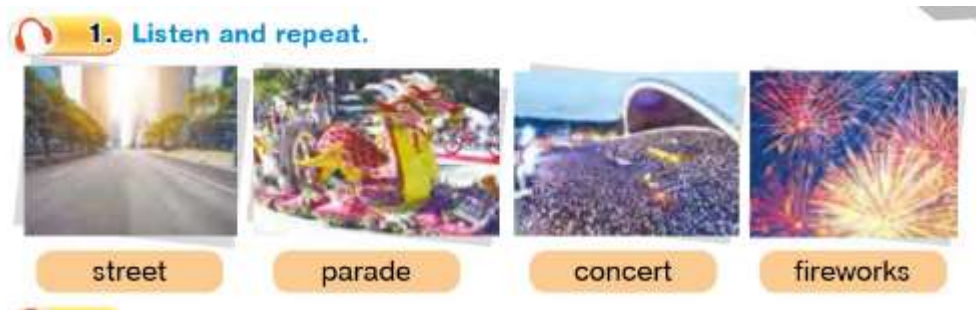 1. Listen and repeat.
street parade concert fireworks